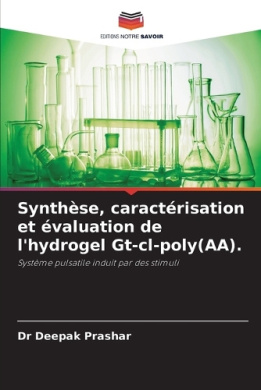 EDITIONS NOTRE SAVOIR
Synthèse, caractérisation
et évaluation de
l'hydrogel Gt-cl-poly(AA).
Système pulsatile induit par des stimuli
Dr Deepak Prashar